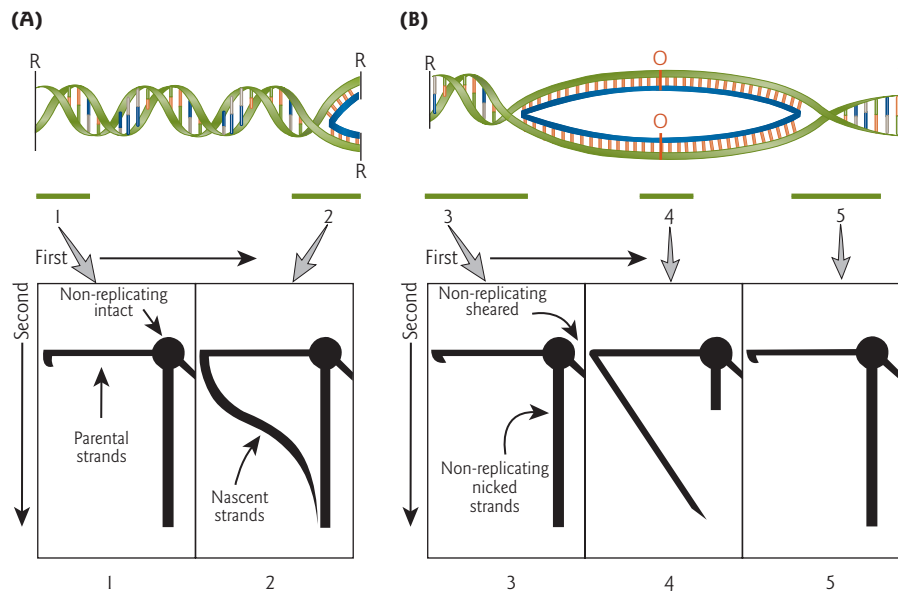 (A)
R
R
R
1
2
First
Second
Non-replicating
intact
Parental
strands
Nascent
strands
1
2
(B)
O
O
3
4
5
First
Second
Non-replicating
sheared
Non-replicating
nicked
strands
3
4
5